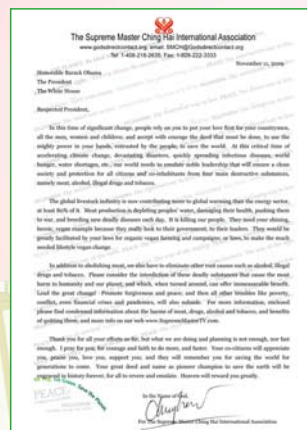 The Supreme Master Ching Hai International Association
www.godsdirectcontact.org; email: SMCH@Godsdirectcontact.org
Tel: 1-408-218-2635; Fax: 1-809-222-3333
November 11, 2009
Honorable Barack Obama
The President
The White House
Respected President,
In this time of significant change, people rely on you to put your love first for your countrymen,
all the men, women and children; and accept with courage the deed that must be done, to use the
mighty power in your hands, entrusted by the people, to save the world. At this critical time of
accelerating climate change, devastating disasters, quickly spreading infectious diseases, world
hunger, water shortages, etc., our world needs to emulate noble leadership that will ensure a clean
society and protection for all citizens and co-inhabitants from four main destructive substances,
namely meat, alcohol, illegal drugs and tobacco.
The global livestock industry is now contributing more to global warming than the energy sector,
at least 80% of it. Meat production is depleting peoples' water, damaging their health, pushing them
to war, and breeding new deadly diseases each day. It is killing our people. They need your shining,
heroic, vegan example because they really look to their government; to their leaders. They would be
greatly facilitated by your laws for organic vegan farming and campaigns; or laws, to make the much
needed lifestyle vegan change.
In addition to abolishing meat, we also have to eliminate other root causes such as alcohol, illegal
drugs and tobacco. Please consider the interdiction of these deadly substances that cause the most
harm to humanity and our planet, and which, when turned around, can offer immeasurable benefit.
Lead the great change! Promote forgiveness and peace; and then all other troubles like poverty,
conflict, even financial crises and pandemics, will also subside. For more information, enclosed
please find condensed information about the harms of meat, drugs, alcohol and tobacco, and benefits
of quitting them; and more info on our web www.SupremeMasterTV.com.
Thank you for all your efforts so far, but what we are doing and planning is not enough, nor fast
enough. I pray for you; for courage and faith to do more, and faster. Your co-citizens will appreciate
you, praise you, love you, support you; and they will remember you for saving the world for
generations to come. Your great deed and name as pioneer champion to save the earth will be
engraved in history forever, for all to revere and emulate. Heaven will reward you greatly.
In the Name of God,
For The Supreme Master Ching Hai International Association
Be Veg, Go Green, Save the Planet
PEACE